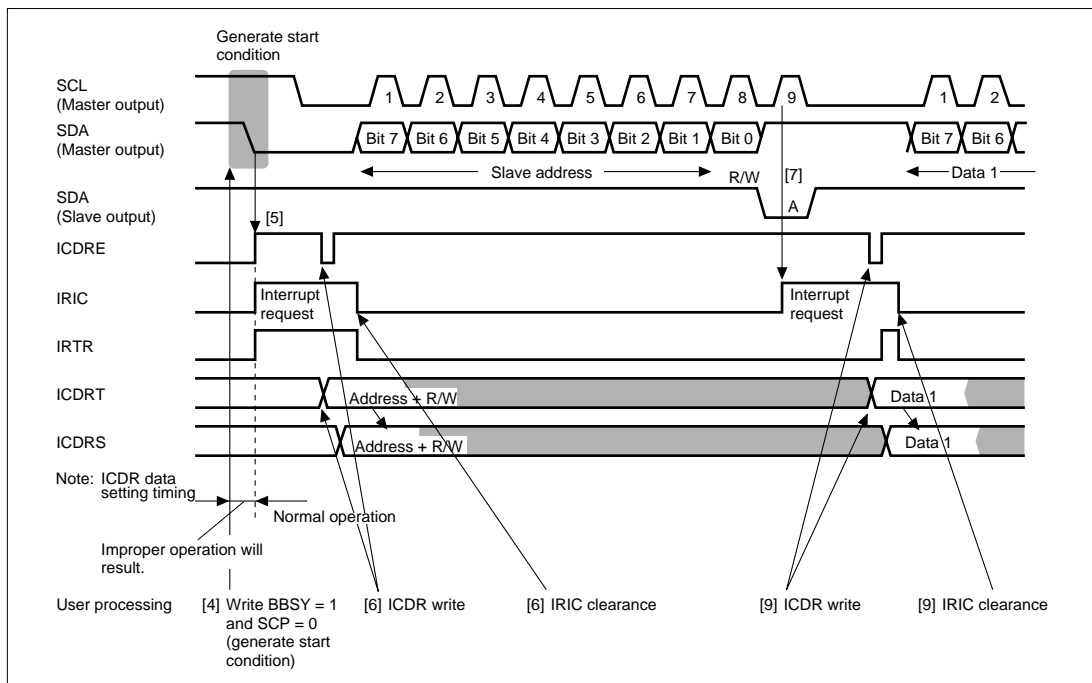 Generate start
condition
SCL
(Master output)
1 2 3 4 5 6 7 8 9 1 2
SDA
(Master output)
Bit 7 Bit 6 Bit 5 Bit 4 Bit 3 Bit 2 Bit 1 Bit 0 Bit 7 Bit 6
Slave address R/W [7] Data 1
SDA
(Slave output)
A
[5]
ICDRE
IRIC
Interrupt
request
Interrupt
request
IRTR
ICDRT
Address + R/W Data 1
ICDRS
Address + R/W Data 1
Note: ICDR data
setting timing
Normal operation
Improper operation will
result.
User processing [4] Write BBSY = 1
and SCP = 0
(generate start
condition)
[6] ICDR write [6] IRIC clearance [9] ICDR write [9] IRIC clearance